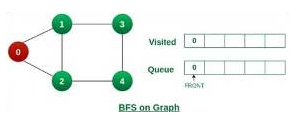 1 3
0
2 4
Visited 0
Queue 0
FRONT
BFS on Graph